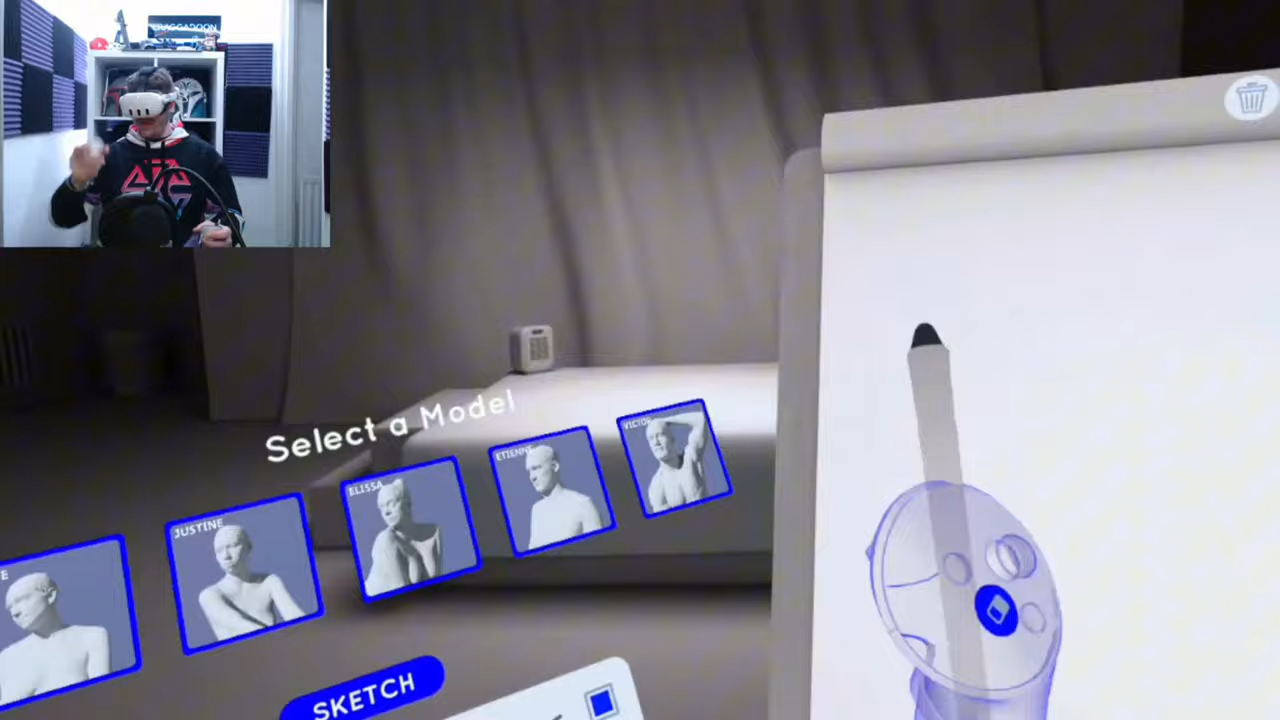 Select a Model
VICTOR
ETIENNE
ELISSA
JUSTINE
E
SKETCH